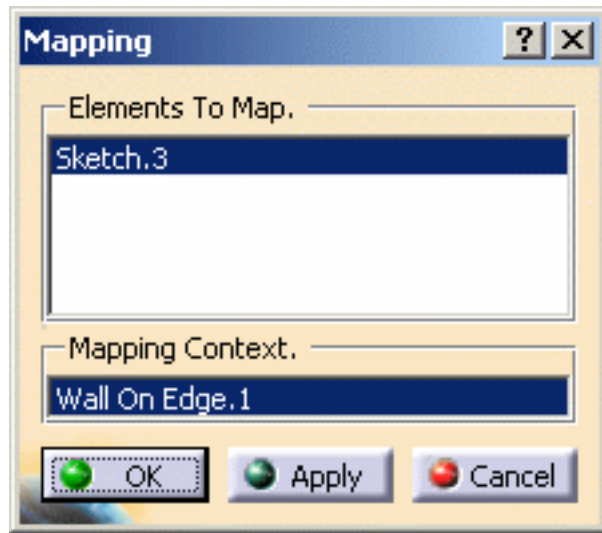 Mapping
Elements To Map.
Sketch.3
Mapping Context.
Wall On Edge.1
OK Apply Cancel